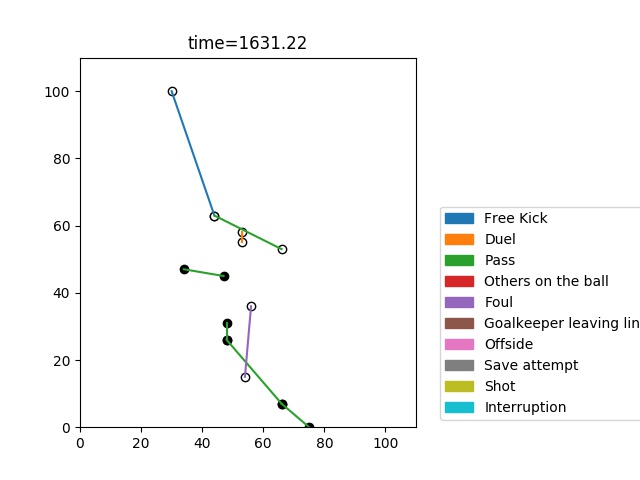 time=1631.22
100
80
60
40
20
0
0 20 40 60 80 100
Free Kick
Duel
Pass
Others on the ball
Foul
Goalkeeper leaving lin
Offside
Save attempt
Shot
Interruption